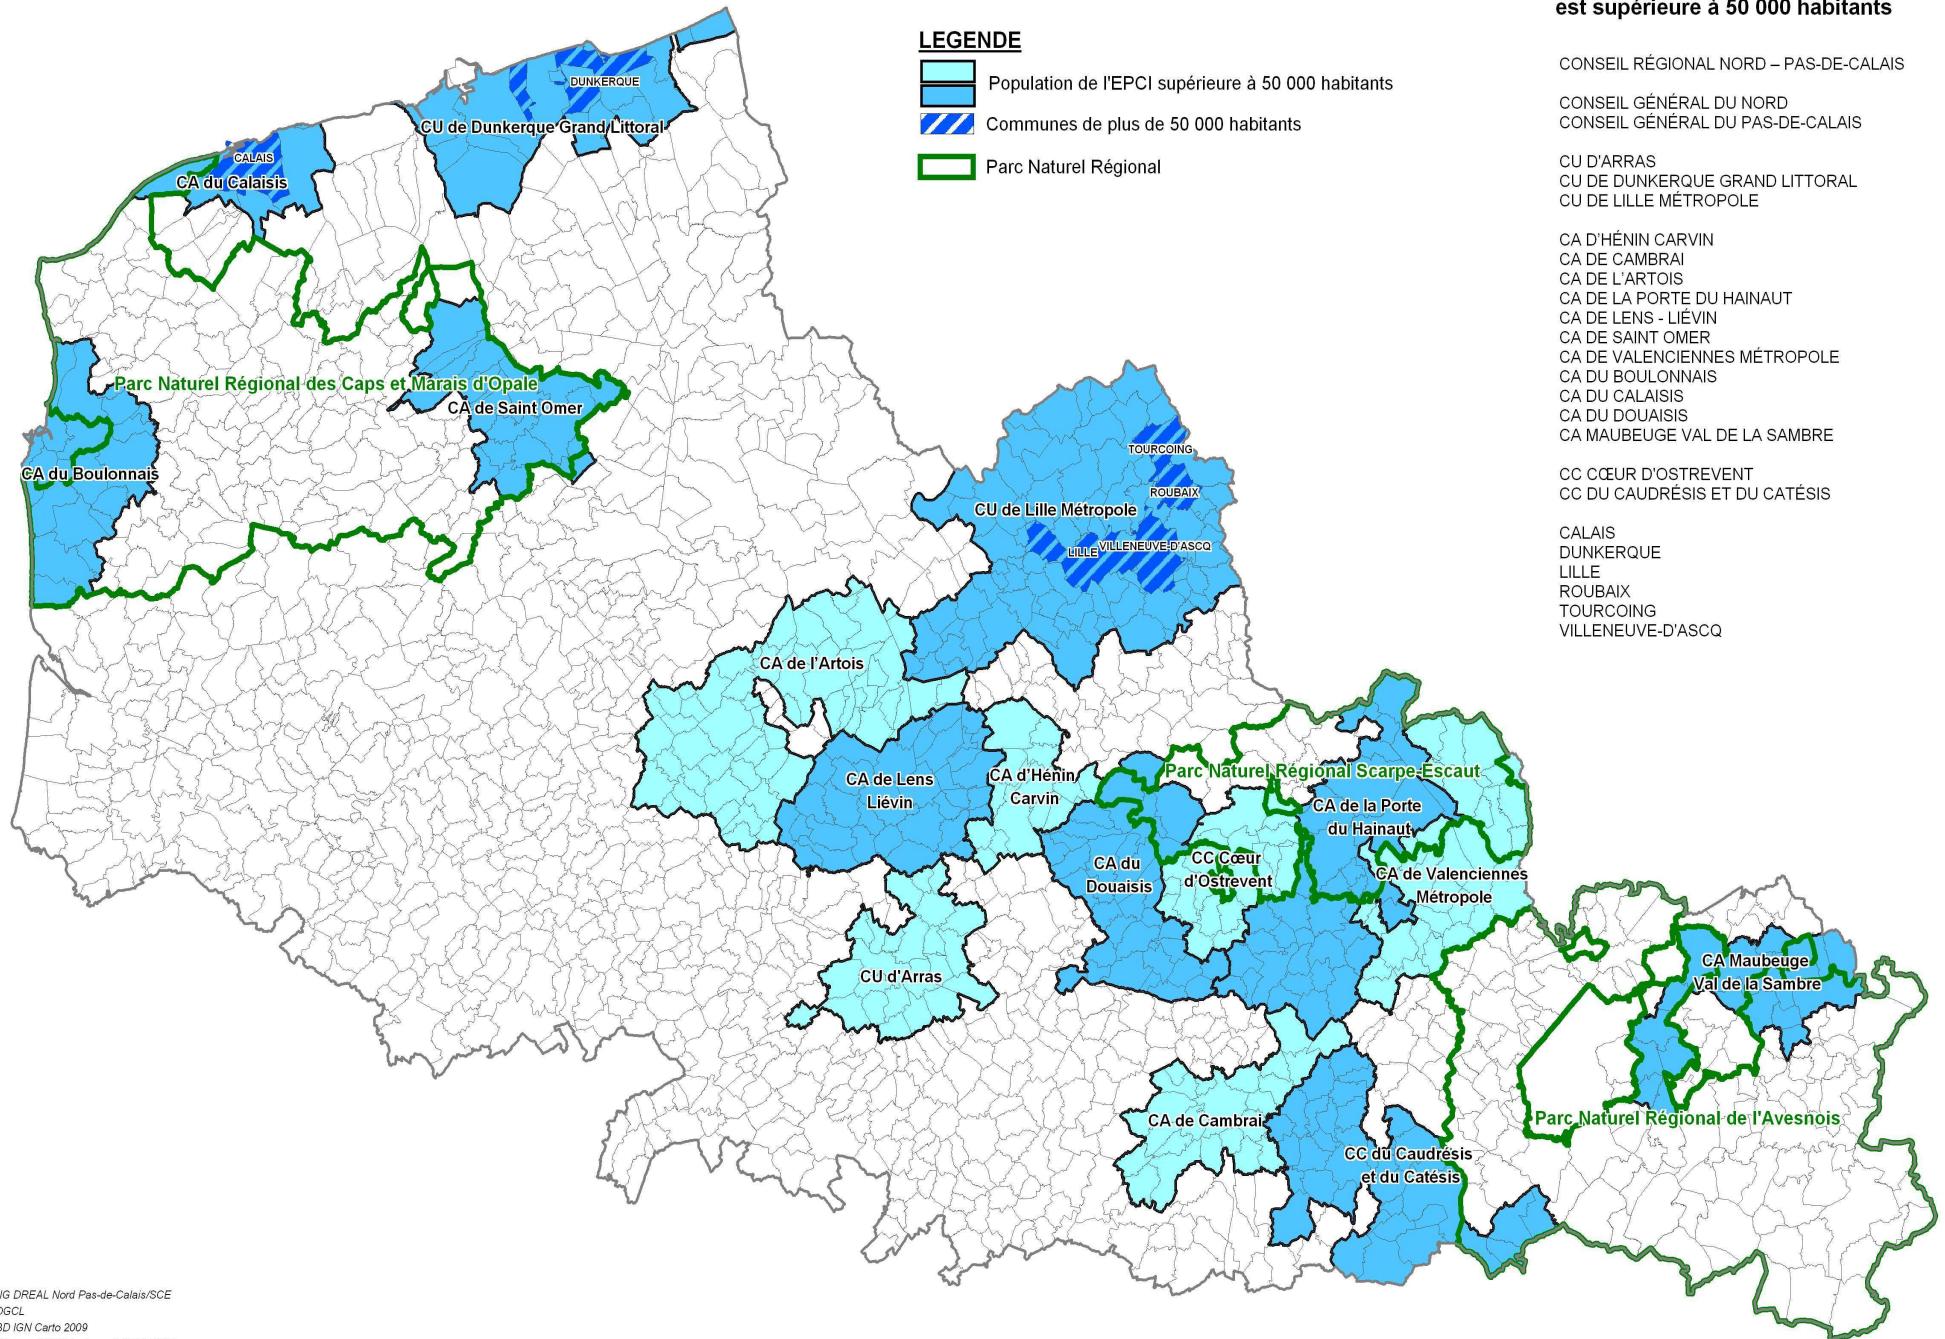 est supérieure à 50 000 habitants
LEGENDE
Population de l'EPCI supérieure à 50 000 habitants
Communes de plus de 50 000 habitants
Parc Naturel Régional
CONSEIL RÉGIONAL NORD – PAS-DE-CALAIS
CONSEIL GÉNÉRAL DU NORD
CONSEIL GÉNÉRAL DU PAS-DE-CALAIS
CU D'ARRAS
CU DE DUNKERQUE GRAND LITTORAL
CU DE LILLE MÉTROPOLE
CA D'HÉNIN CARVIN
CA DE CAMBRAI
CA DE L'ARTOIS
CA DE LA PORTE DU HAINAUT
CA DE LENS - LIÉVIN
CA DE SAINT OMER
CA DE VALENCIENNES MÉTROPOLE
CA DU BOULONNAIS
CA DU CALAISIS
CA DU DOUAISIS
CA MAUBEUGE VAL DE LA SAMBRE
CC CŒUR D'OSTREVENT
CC DU CAUDRÉSIS ET DU CATÉSIS
CALAIS
DUNKERQUE
LILLE
ROUBAIX
TOURCOING
VILLENEUVE-D'ASCQ
DUNKERQUE
CU de Dunkerque Grand Littoral
CALAIS
CA du Calaisis
Parc Naturel Régional des Caps et Marais d'Opale
CA de Saint Omer
CA du Boulonnais
TOURCOING
ROUBAIX
CU de Lille Métropole
LILLE
VILLENEUVE-D'ASCQ
CA de l'Artois
CA de Lens
Liévin
CA d'Hénin
Carvin
Parc Naturel Régional Scarpe-Escaut
CA de la Porte
du Hainaut
CA du
Douaisis
CC Cœur
d'Ostrevent
CA de Valenciennes
Métropole
CU d'Arras
CA Maubeuge
Val de la Sambre
CA de Cambrai
Parc Naturel Régional de l'Avesnois
CC du Caudrésis
et du Catésis
IG DREAL Nord Pas-de-Calais/SCE
DGCL
BD IGN Carto 2009